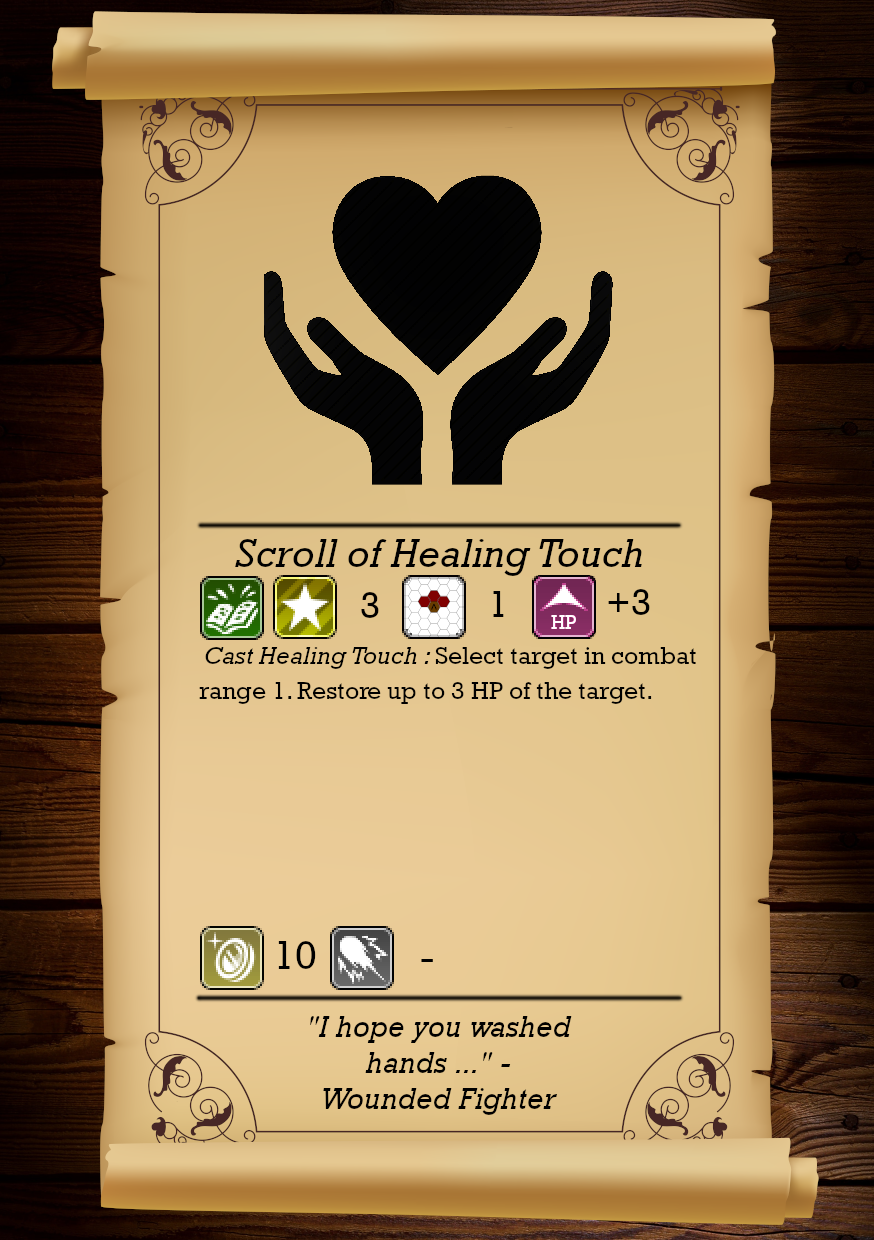 Scroll of Healing Touch
3 1 HP +3
Cast Healing Touch : Select target in combat
range 1. Restore up to 3 HP of the target.
10 -
"I hope you washed
hands ..." -
Wounded Fighter